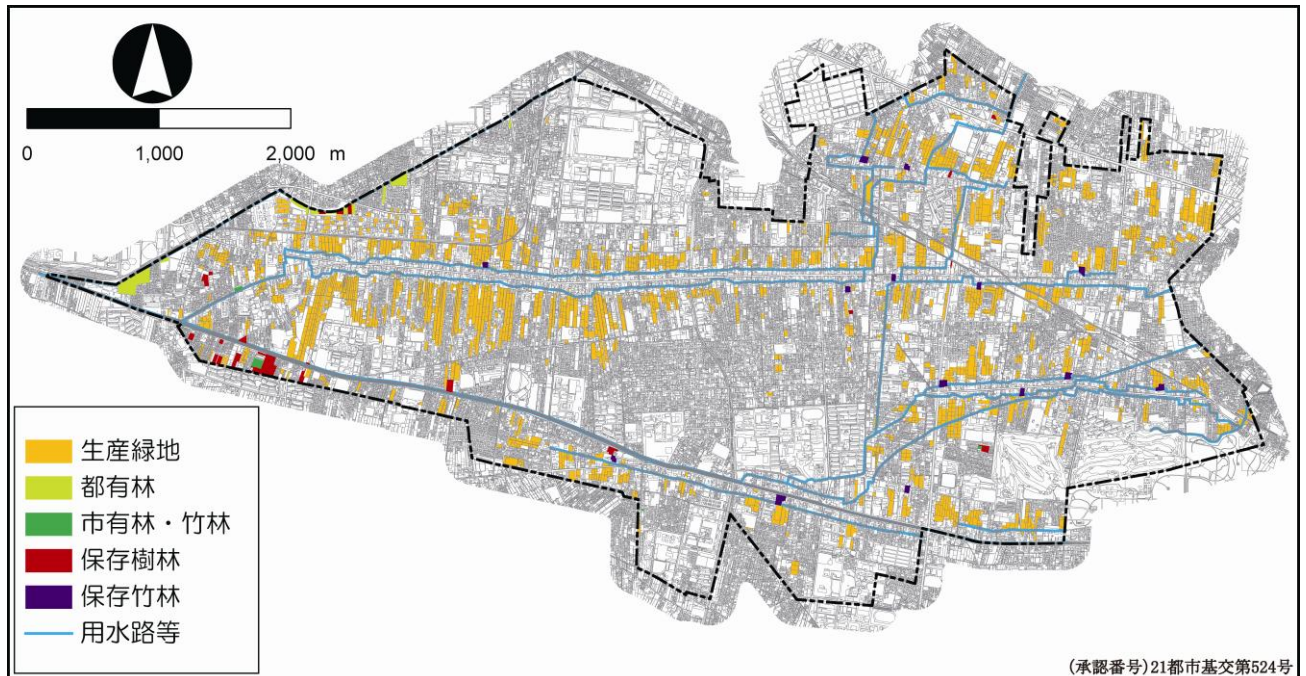 0 1,000 2,000 m
生産緑地
都有林
市有林・竹林
保存樹林
保存竹林
用水路等
(承認番号)21都市基交第524号